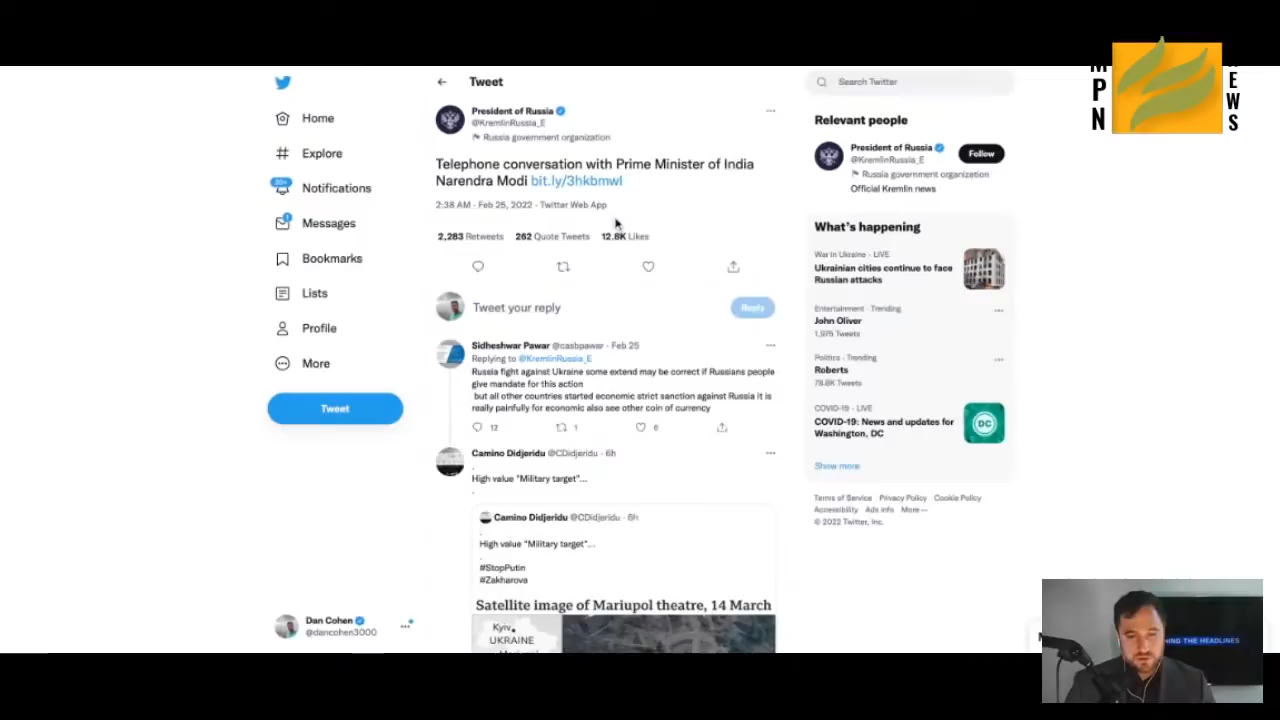 MPN
NEWS
Tweet
Search Twitter
President of Russia
@KremlinRussia_E
Russia government organization
Telephone conversation with Prime Minister of India
Narendra Modi bit.ly/3hkbmwI
2:38 AM · Feb 25, 2022 · Twitter Web App
2,283 Retweets 262 Quote Tweets 12.8K Likes
Tweet your reply
Reply
Sidheshwar Pawar @casbpawar · Feb 25
Replying to @KremlinRussia_E
Russia fight against Ukraine some extend may be correct if Russians people
give mandate for this action
but all other countries started economic strict sanction against Russia it is
really painfully for economic also see other coin of currency
12 1 6
Camino Didjeridu @CDidjeridu · 6h
.
High value "Military target"...
.
Camino Didjeridu @CDidjeridu · 6h
.
High value "Military target"...
.
#StopPutin
#Zakharova
Satellite image of Mariupol theatre, 14 March
Kyiv
UKRAINE
Home
Explore
20+
Notifications
1
Messages
Bookmarks
Lists
Profile
More
Tweet
Dan Cohen
@dancohen3000
Relevant people
President of Russia
@KremlinRussia_E
Follow
Russia government organization
Official Kremlin news
What's happening
War in Ukraine · LIVE
Ukrainian cities continue to face
Russian attacks
Entertainment · Trending
John Oliver
1,975 Tweets
Politics · Trending
Roberts
78.8K Tweets
COVID-19 · LIVE
COVID-19: News and updates for
Washington, DC
DC
Show more
Terms of Service Privacy Policy Cookie Policy
Accessibility Ads info More
© 2022 Twitter, Inc.
HEADLINES